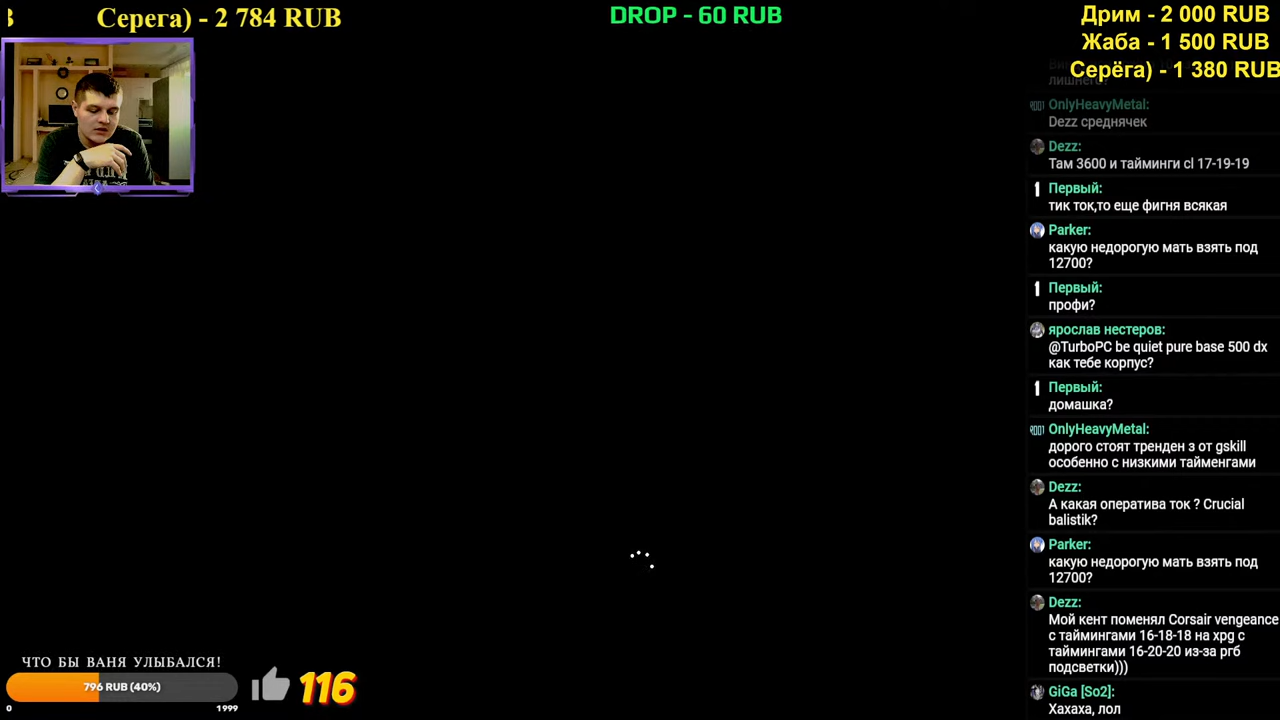 В
Серега) - 2 784 RUB
DROP - 60 RUB
Дрим - 2 000 RUB
Жаба - 1 500 RUB
Серёга) - 1 380 RUB
лишнего?
OnlyHeavyMetal:
Dezz среднячек
Dezz:
Там 3600 и тайминги cl 17-19-19
1 Первый:
тик ток,то еще фигня всякая
Parker:
какую недорогую мать взять под
12700?
1 Первый:
профи?
ярослав нестеров:
@TurboPC be quiet pure base 500 dx
как тебе корпус?
1 Первый:
домашка?
OnlyHeavyMetal:
дорого стоят тренден з от gskill
особенно с низкими тайменгами
Dezz:
А какая оператива ток ? Crucial
balistik?
Parker:
какую недорогую мать взять под
12700?
Dezz:
Мой кент поменял Corsair vengeance
с таймингами 16-18-18 на xpg с
таймингами 16-20-20 из-за ргб
подсветки)))
GiGa [So2]:
Хахаха, лол
ЧТО БЫ ВАНЯ УЛЫБАЛСЯ!
796 RUB (40%)
0
1999
116